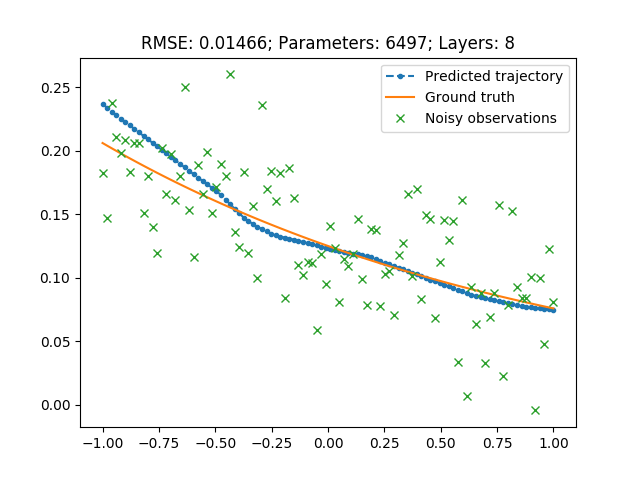 RMSE: 0.01466; Parameters: 6497; Layers: 8
Predicted trajectory
Ground truth
Noisy observations
0.25
0.20
0.15
0.10
0.05
0.00
−1.00 −0.75 −0.50 −0.25 0.00 0.25 0.50 0.75 1.00